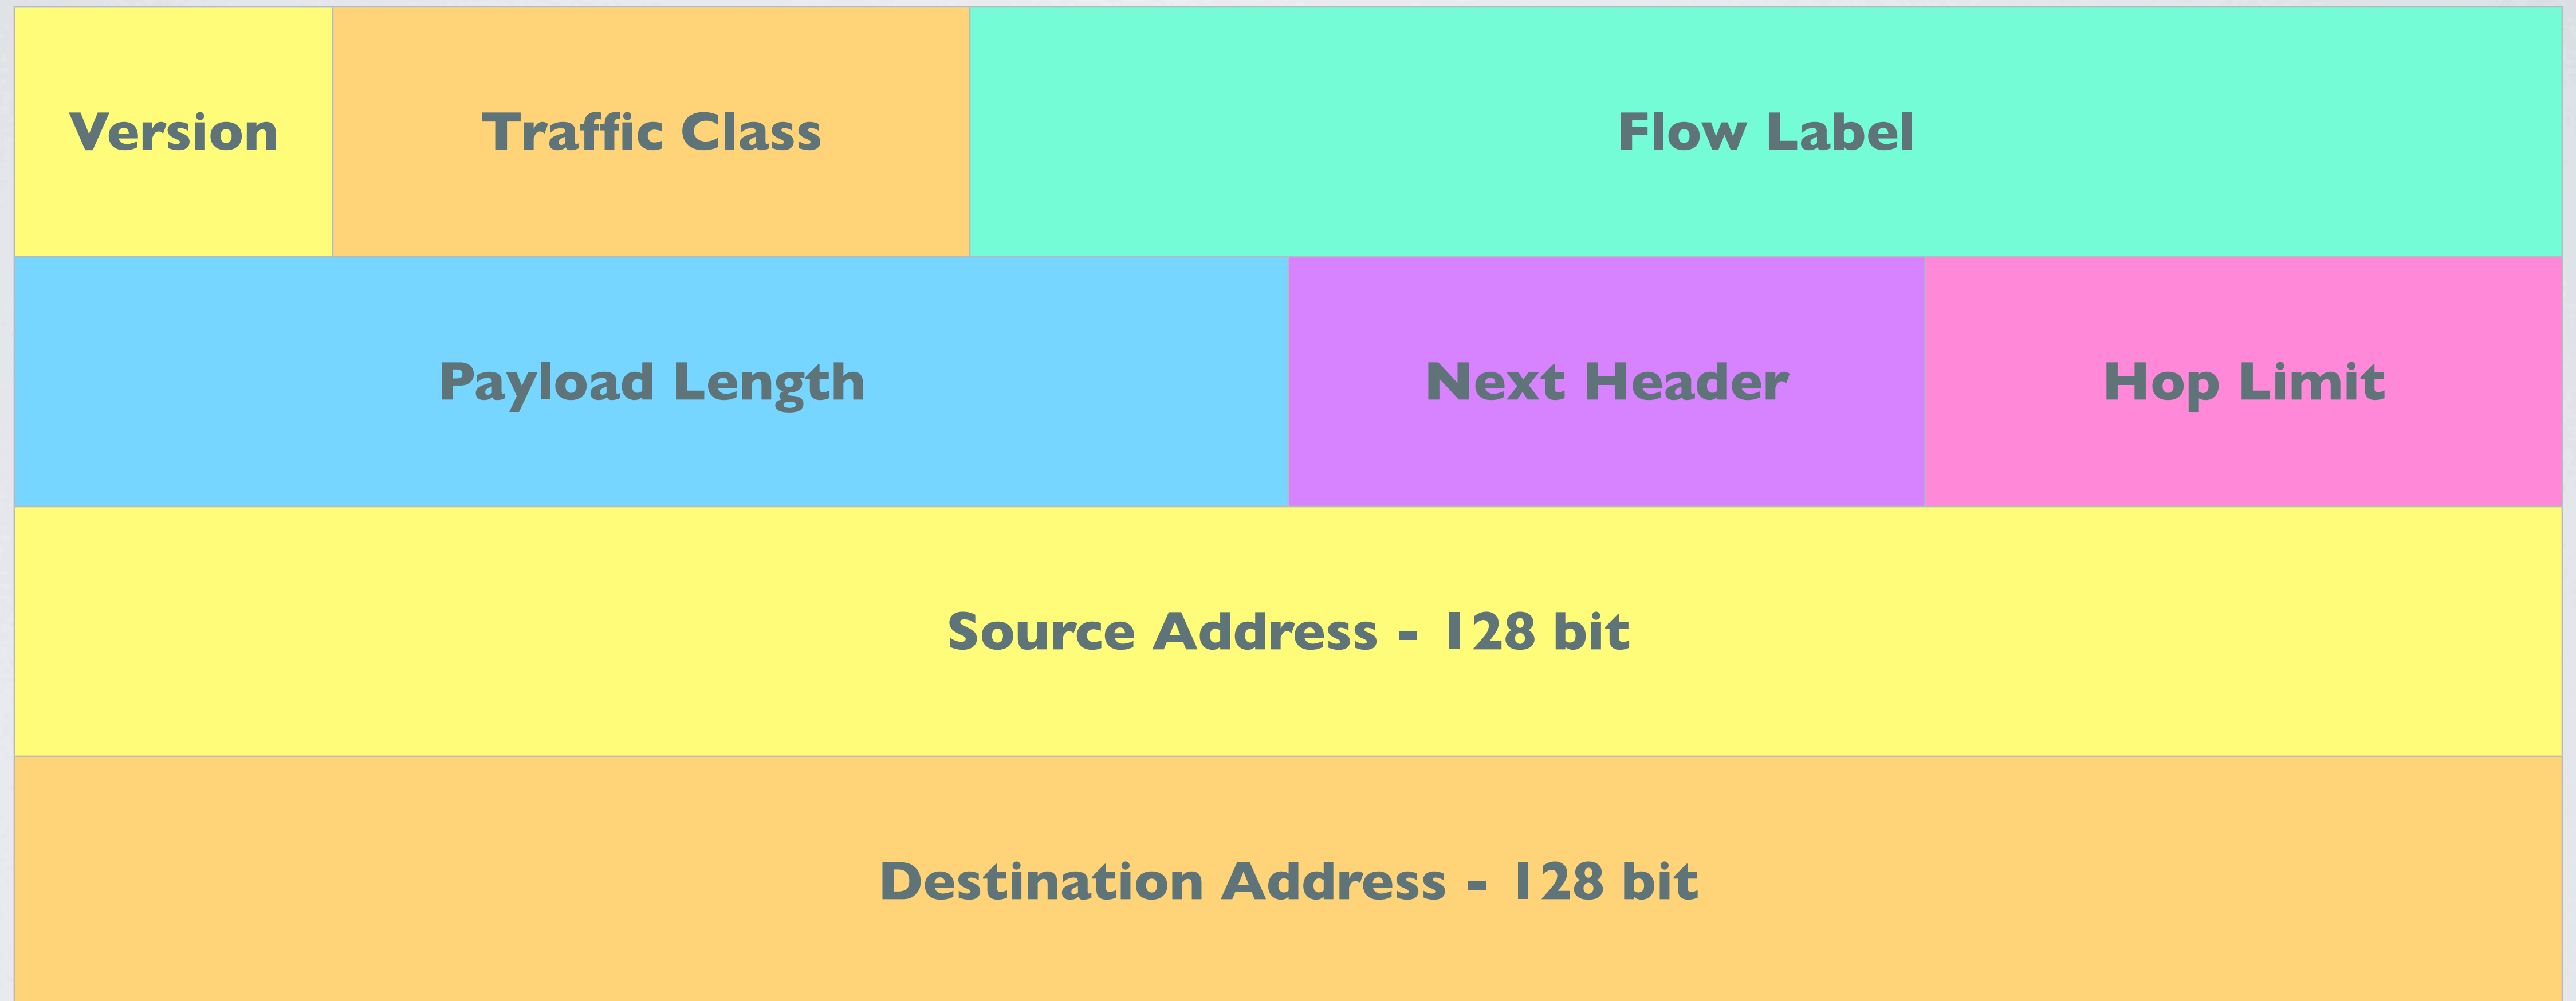 Version
Traffic Class
Flow Label
Payload Length
Next Header
Hop Limit
Source Address - 128 bit
Destination Address - 128 bit